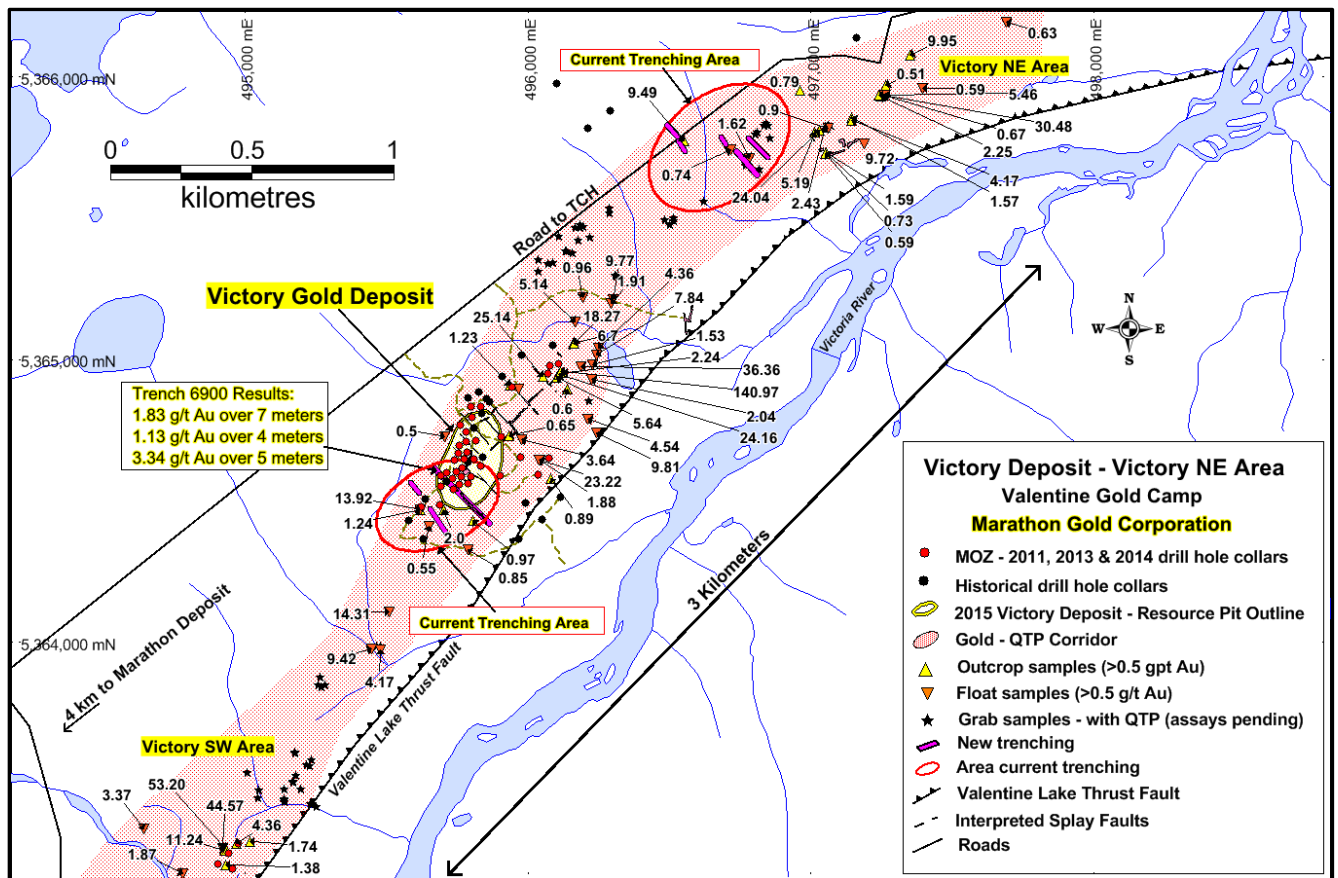 495,000 mE
496,000 mE
497,000 mE
498,000 mE
5,366,000 mN
5,365,000 mN
5,364,000 mN
0 0.5 1
kilometres
Current Trenching Area
Victory NE Area
0.63
9.95
0.51
0.59
5.46
30.48
0.67
2.25
4.17
1.57
0.79
0.9
9.49
1.62
0.74
24.04
5.19
2.43
9.72
1.59
0.73
0.59
Road to TCH
Victory Gold Deposit
0.96
9.77
1.91
5.14
4.36
7.84
25.14
18.27
6.7
1.23
1.53
2.24
36.36
140.97
2.04
24.16
0.6
0.65
5.64
4.54
9.81
0.5
3.64
23.22
1.88
0.89
Trench 6900 Results:
1.83 g/t Au over 7 meters
1.13 g/t Au over 4 meters
3.34 g/t Au over 5 meters
13.92
1.24
2.0
0.55
0.97
0.85
Current Trenching Area
14.31
9.42
4.17
4 km to Marathon Deposit
Valentine Lake Thrust Fault
Victoria River
3 Kilometers
N
W E
S
Victory SW Area
53.20
44.57
3.37
4.36
11.24
1.74
1.87
1.38
Victory Deposit - Victory NE Area
Valentine Gold Camp
Marathon Gold Corporation
MOZ - 2011, 2013 & 2014 drill hole collars
Historical drill hole collars
2015 Victory Deposit - Resource Pit Outline
Gold - QTP Corridor
Outcrop samples (>0.5 gpt Au)
Float samples (>0.5 g/t Au)
Grab samples - with QTP (assays pending)
New trenching
Area current trenching
Valentine Lake Thrust Fault
Interpreted Splay Faults
Roads